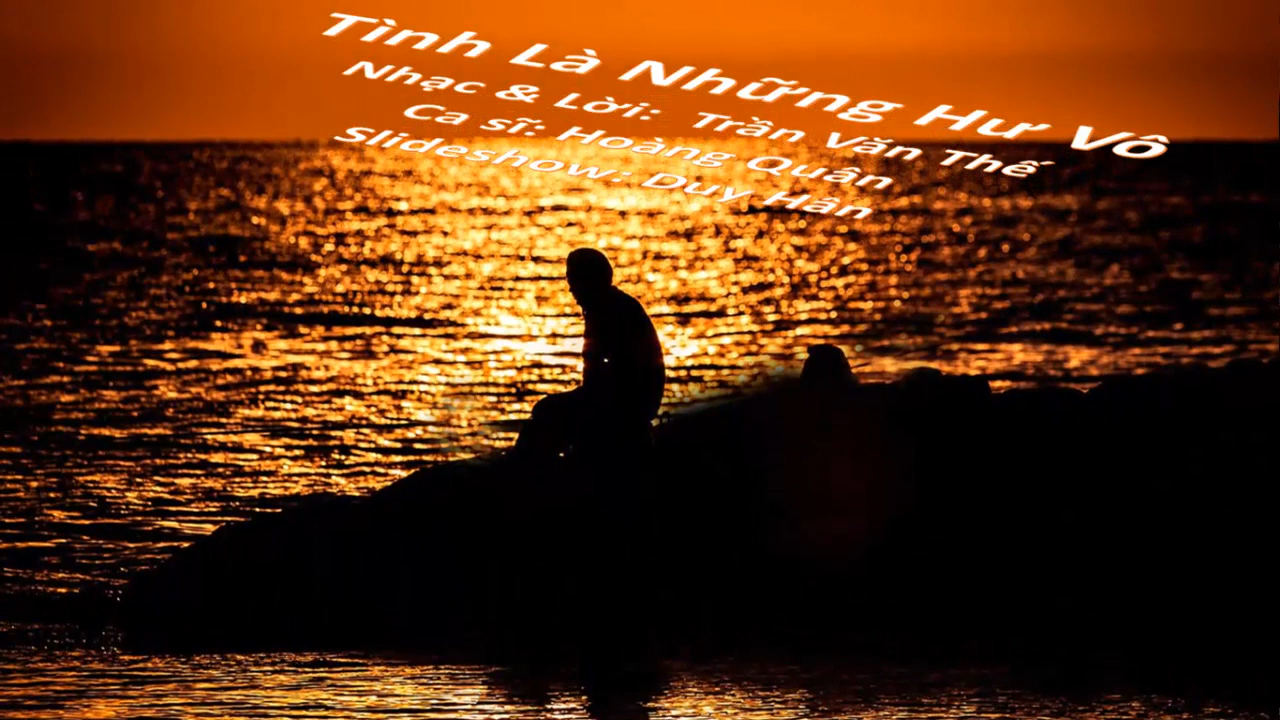 Tình Là Những Hư Vô
Nhạc & Lời: Trần Văn Thế
Ca sĩ: Hoàng Quân
Slideshow: Duy Hân